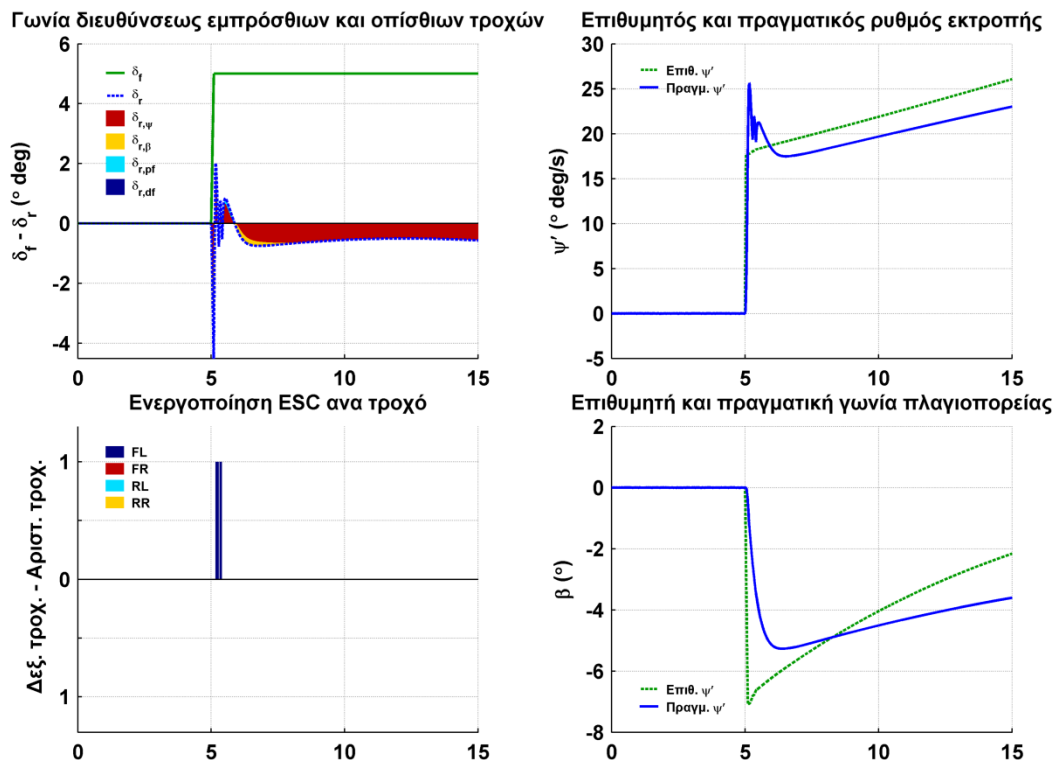 Γωνία διευθύνσεως εμπρόσθιων και οπίσθιων τροχών
δf - δr (° deg)
6
4
2
0
-2
-4
0
5
10
15
δf
δr
δr,ψ
δr,β
δr,pf
δr,df
Επιθυμητός και πραγματικός ρυθμός εκτροπής
ψ' (° deg/s)
30
25
20
15
10
5
0
-5
0
5
10
15
Επιθ. ψ'
Πραγμ. ψ'
Ενεργοποίηση ESC ανα τροχό
Δεξ. τροχ. - Αριστ. τροχ.
1
0
1
0
5
10
15
FL
FR
RL
RR
Επιθυμητή και πραγματική γωνία πλαγιοπορείας
β (°)
2
0
-2
-4
-6
-8
0
5
10
15
Επιθ. ψ'
Πραγμ. ψ'